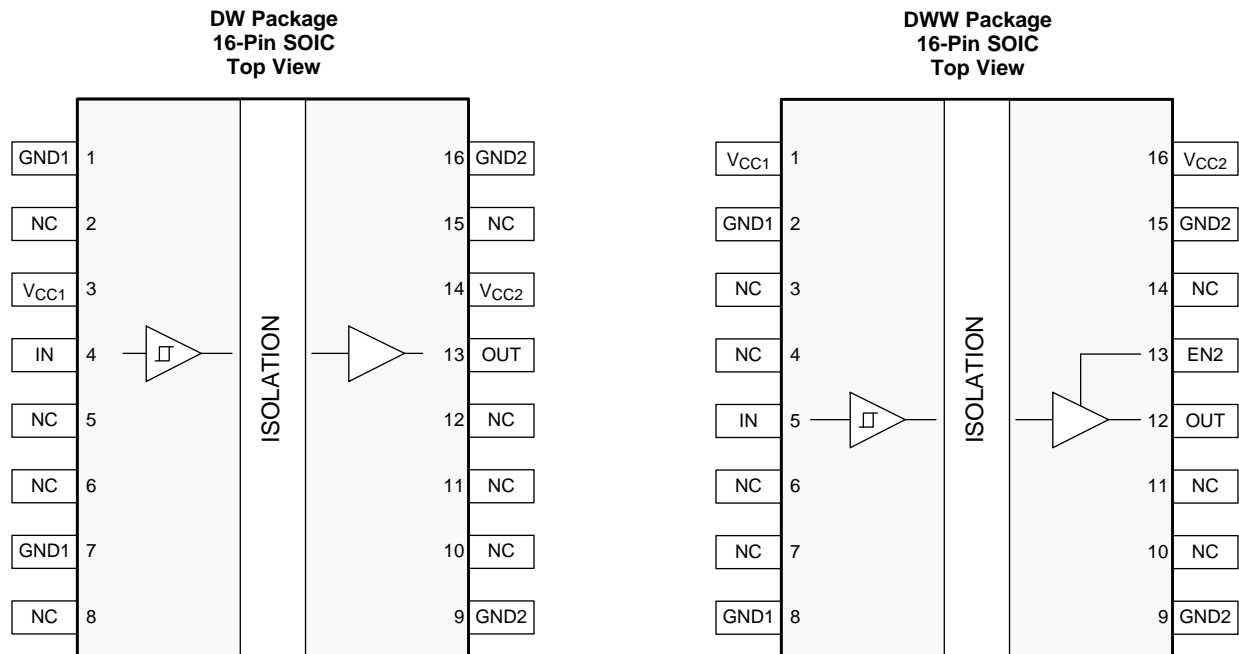 DW Package
16-Pin SOIC
Top View
GND1 1 16 GND2
NC 2 15 NC
VCC1 3 14 VCC2
IN 4 13 OUT
NC 5 12 NC
NC 6 11 NC
GND1 7 10 NC
NC 8 9 GND2
ISOLATION
DWW Package
16-Pin SOIC
Top View
VCC1 1 16 VCC2
GND1 2 15 GND2
NC 3 14 NC
NC 4 13 EN2
IN 5 12 OUT
NC 6 11 NC
NC 7 10 NC
GND1 8 9 GND2
ISOLATION